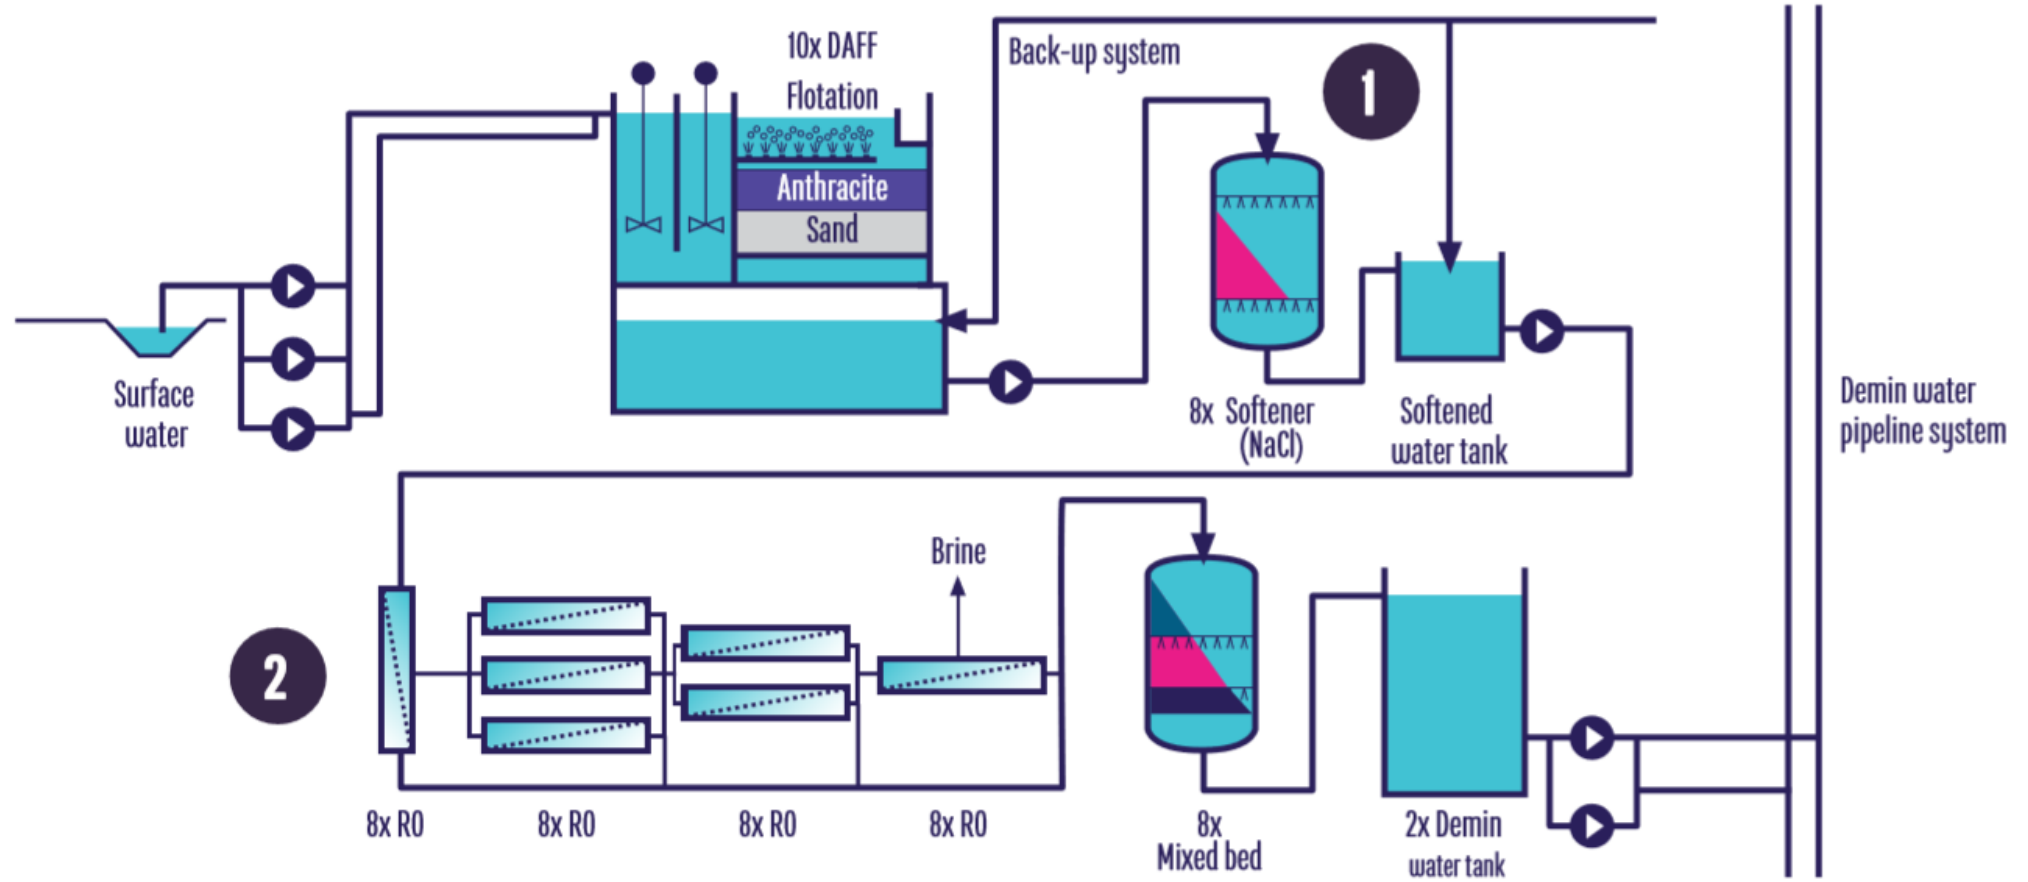 10x DAFF
Flotation
Back-up system
1
Anthracite
Sand
Surface
water
8x Softener
(NaCl)
Softened
water tank
Demin water
pipeline system
Brine
2
8x RO
8x RO
8x RO
8x RO
8x
Mixed bed
2x Demin
water tank